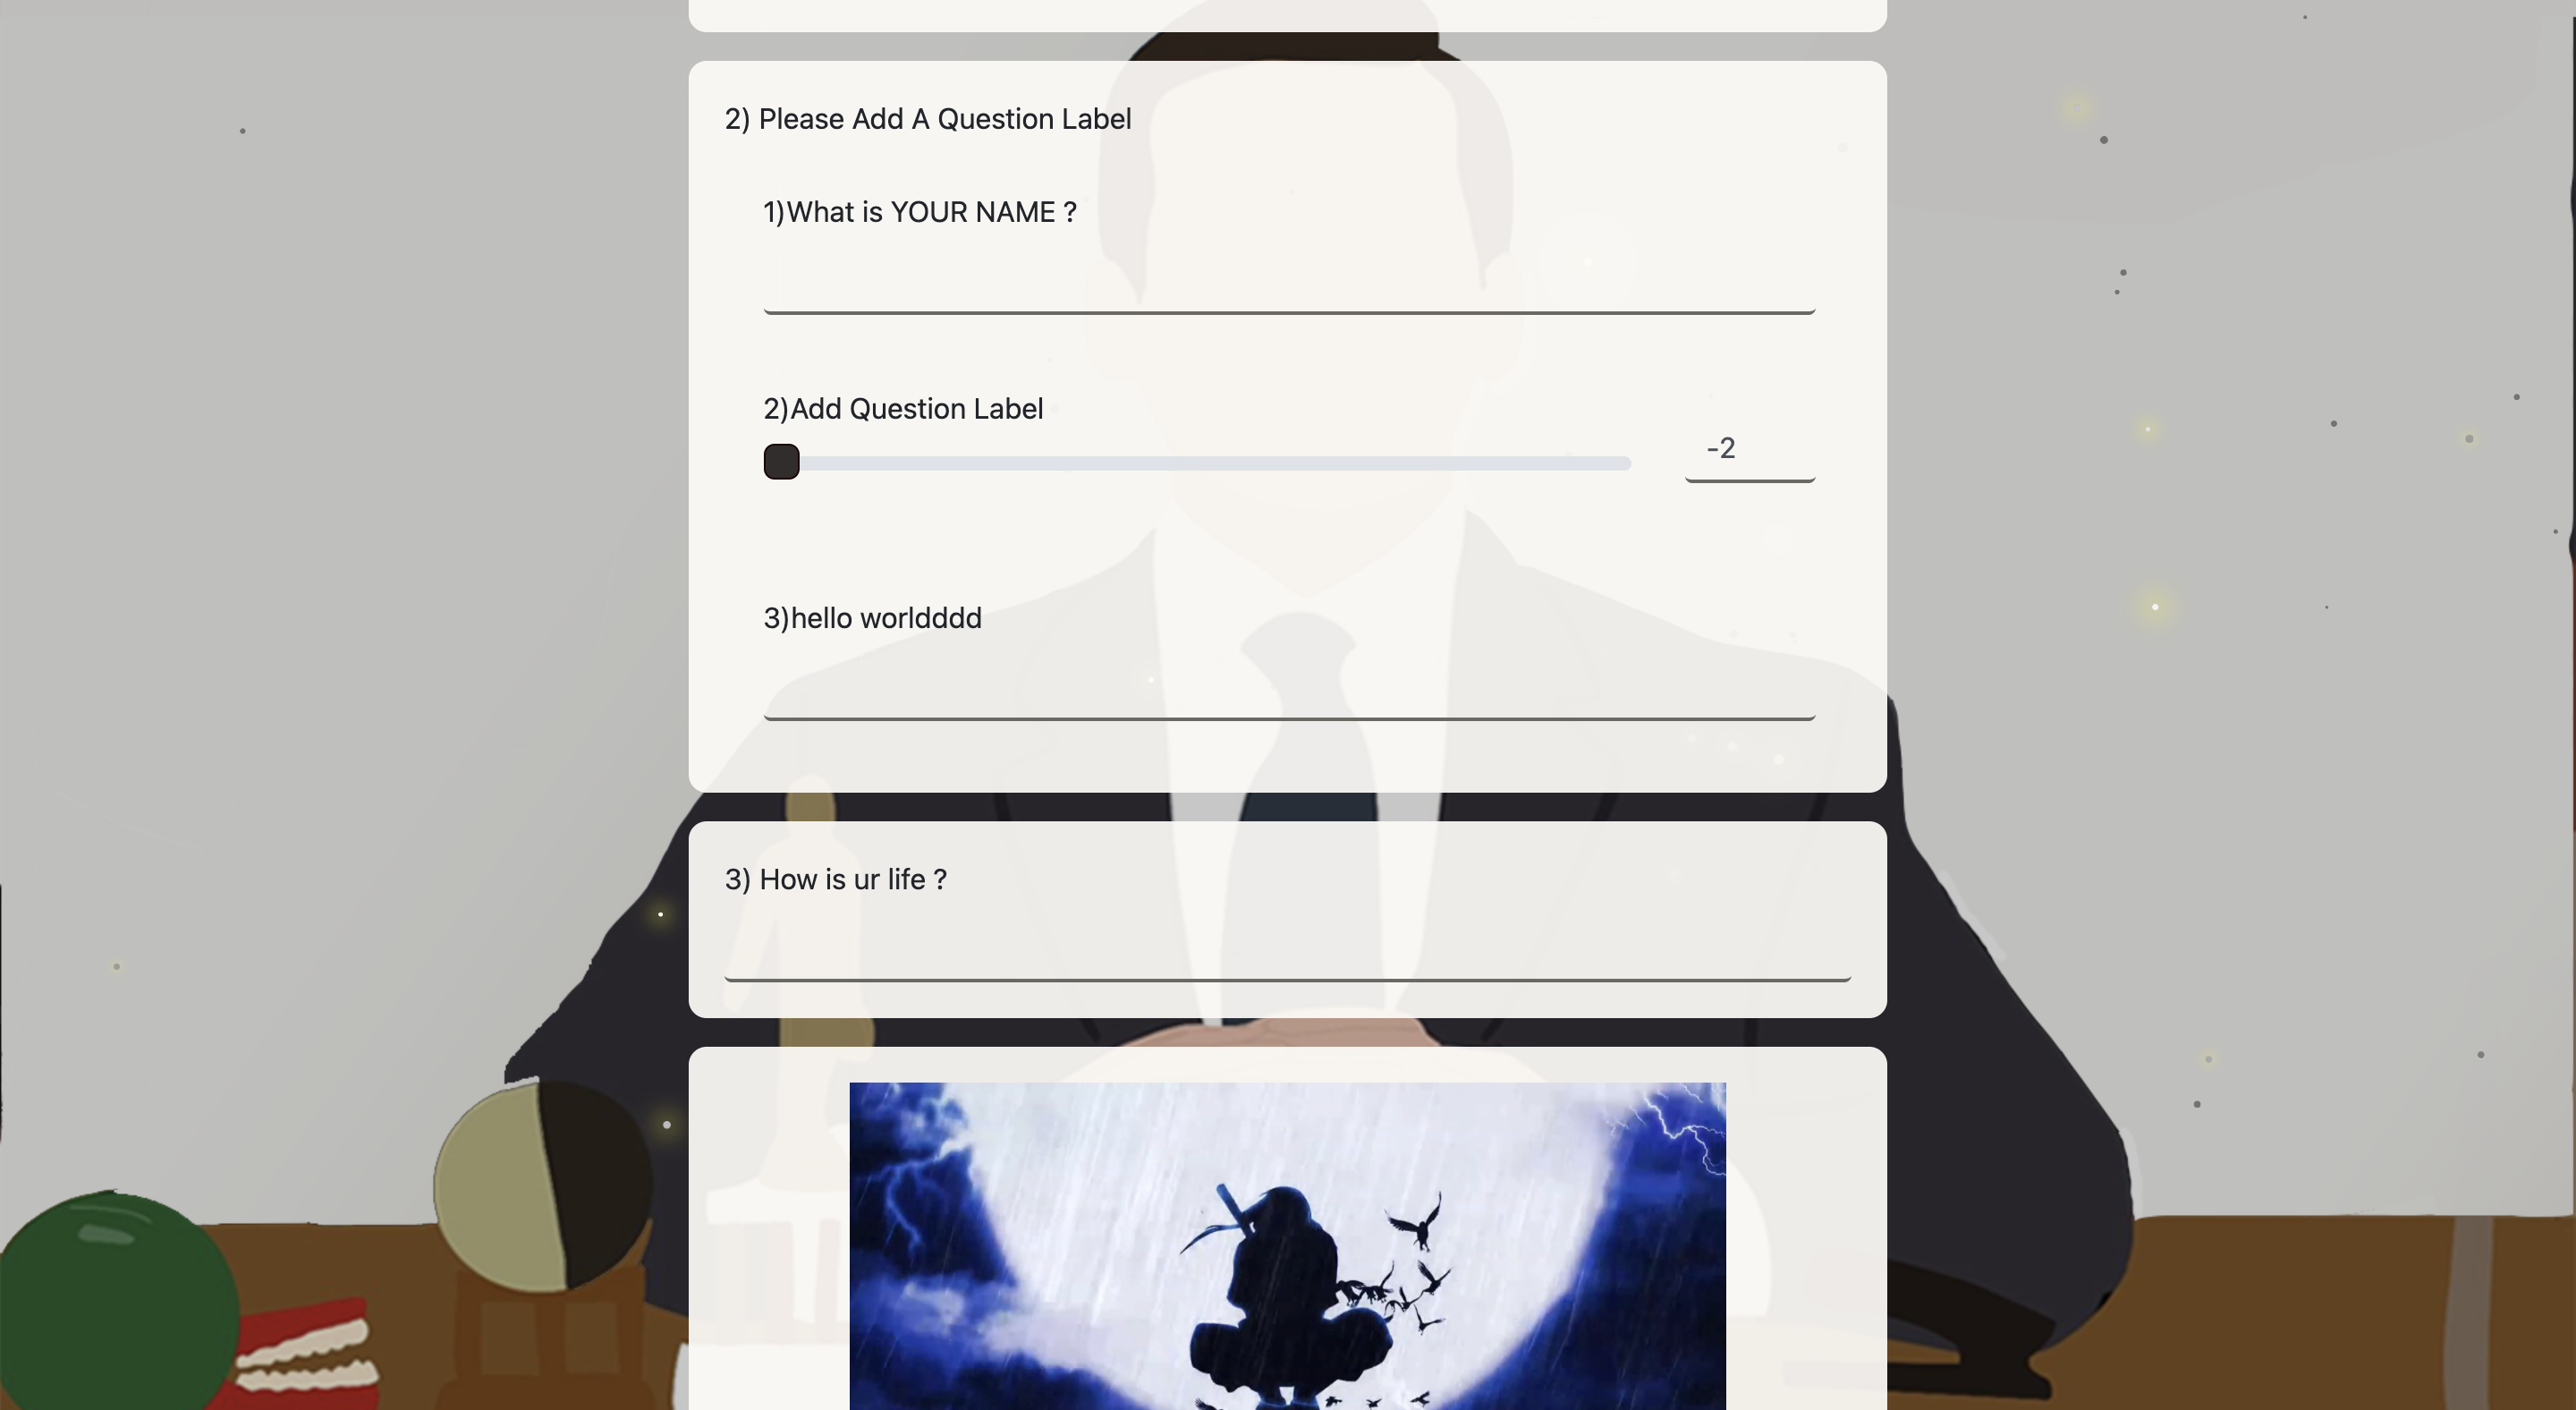 2) Please Add A Question Label
1)What is YOUR NAME ?
2)Add Question Label
-2
3)hello worldddd
3) How is ur life ?